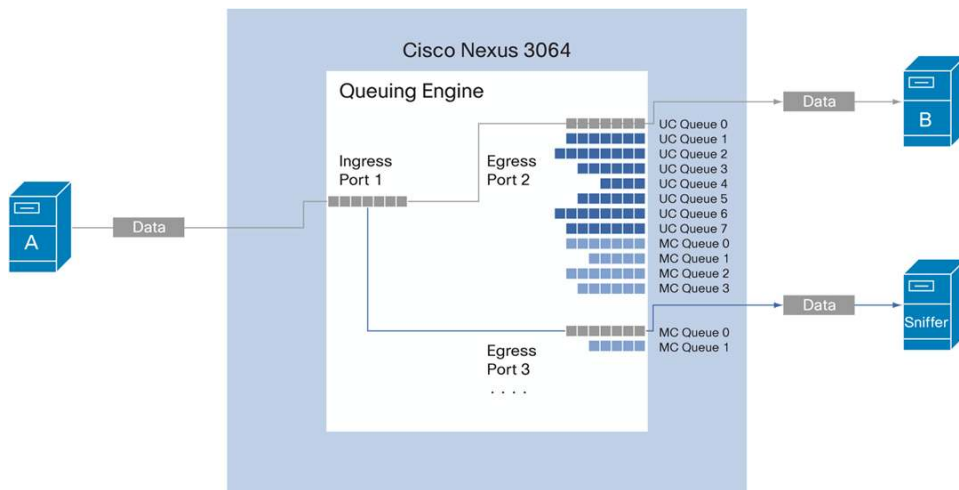 Cisco Nexus 3064
Queuing Engine
Data
B
UC Queue 0
UC Queue 1
UC Queue 2
UC Queue 3
UC Queue 4
UC Queue 5
UC Queue 6
UC Queue 7
MC Queue 0
MC Queue 1
MC Queue 2
MC Queue 3
Ingress
Port 1
Egress
Port 2
A
Data
MC Queue 0
MC Queue 1
Data
Sniffer
Egress
Port 3
. . . .